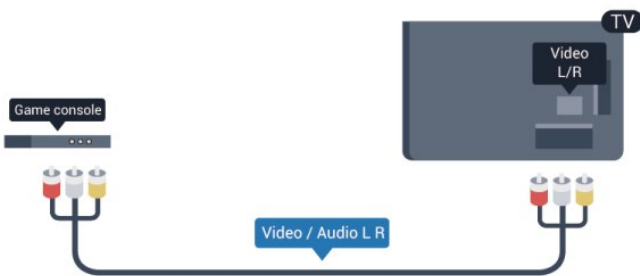 TV
Video
L/R
Game console
Video / Audio L R